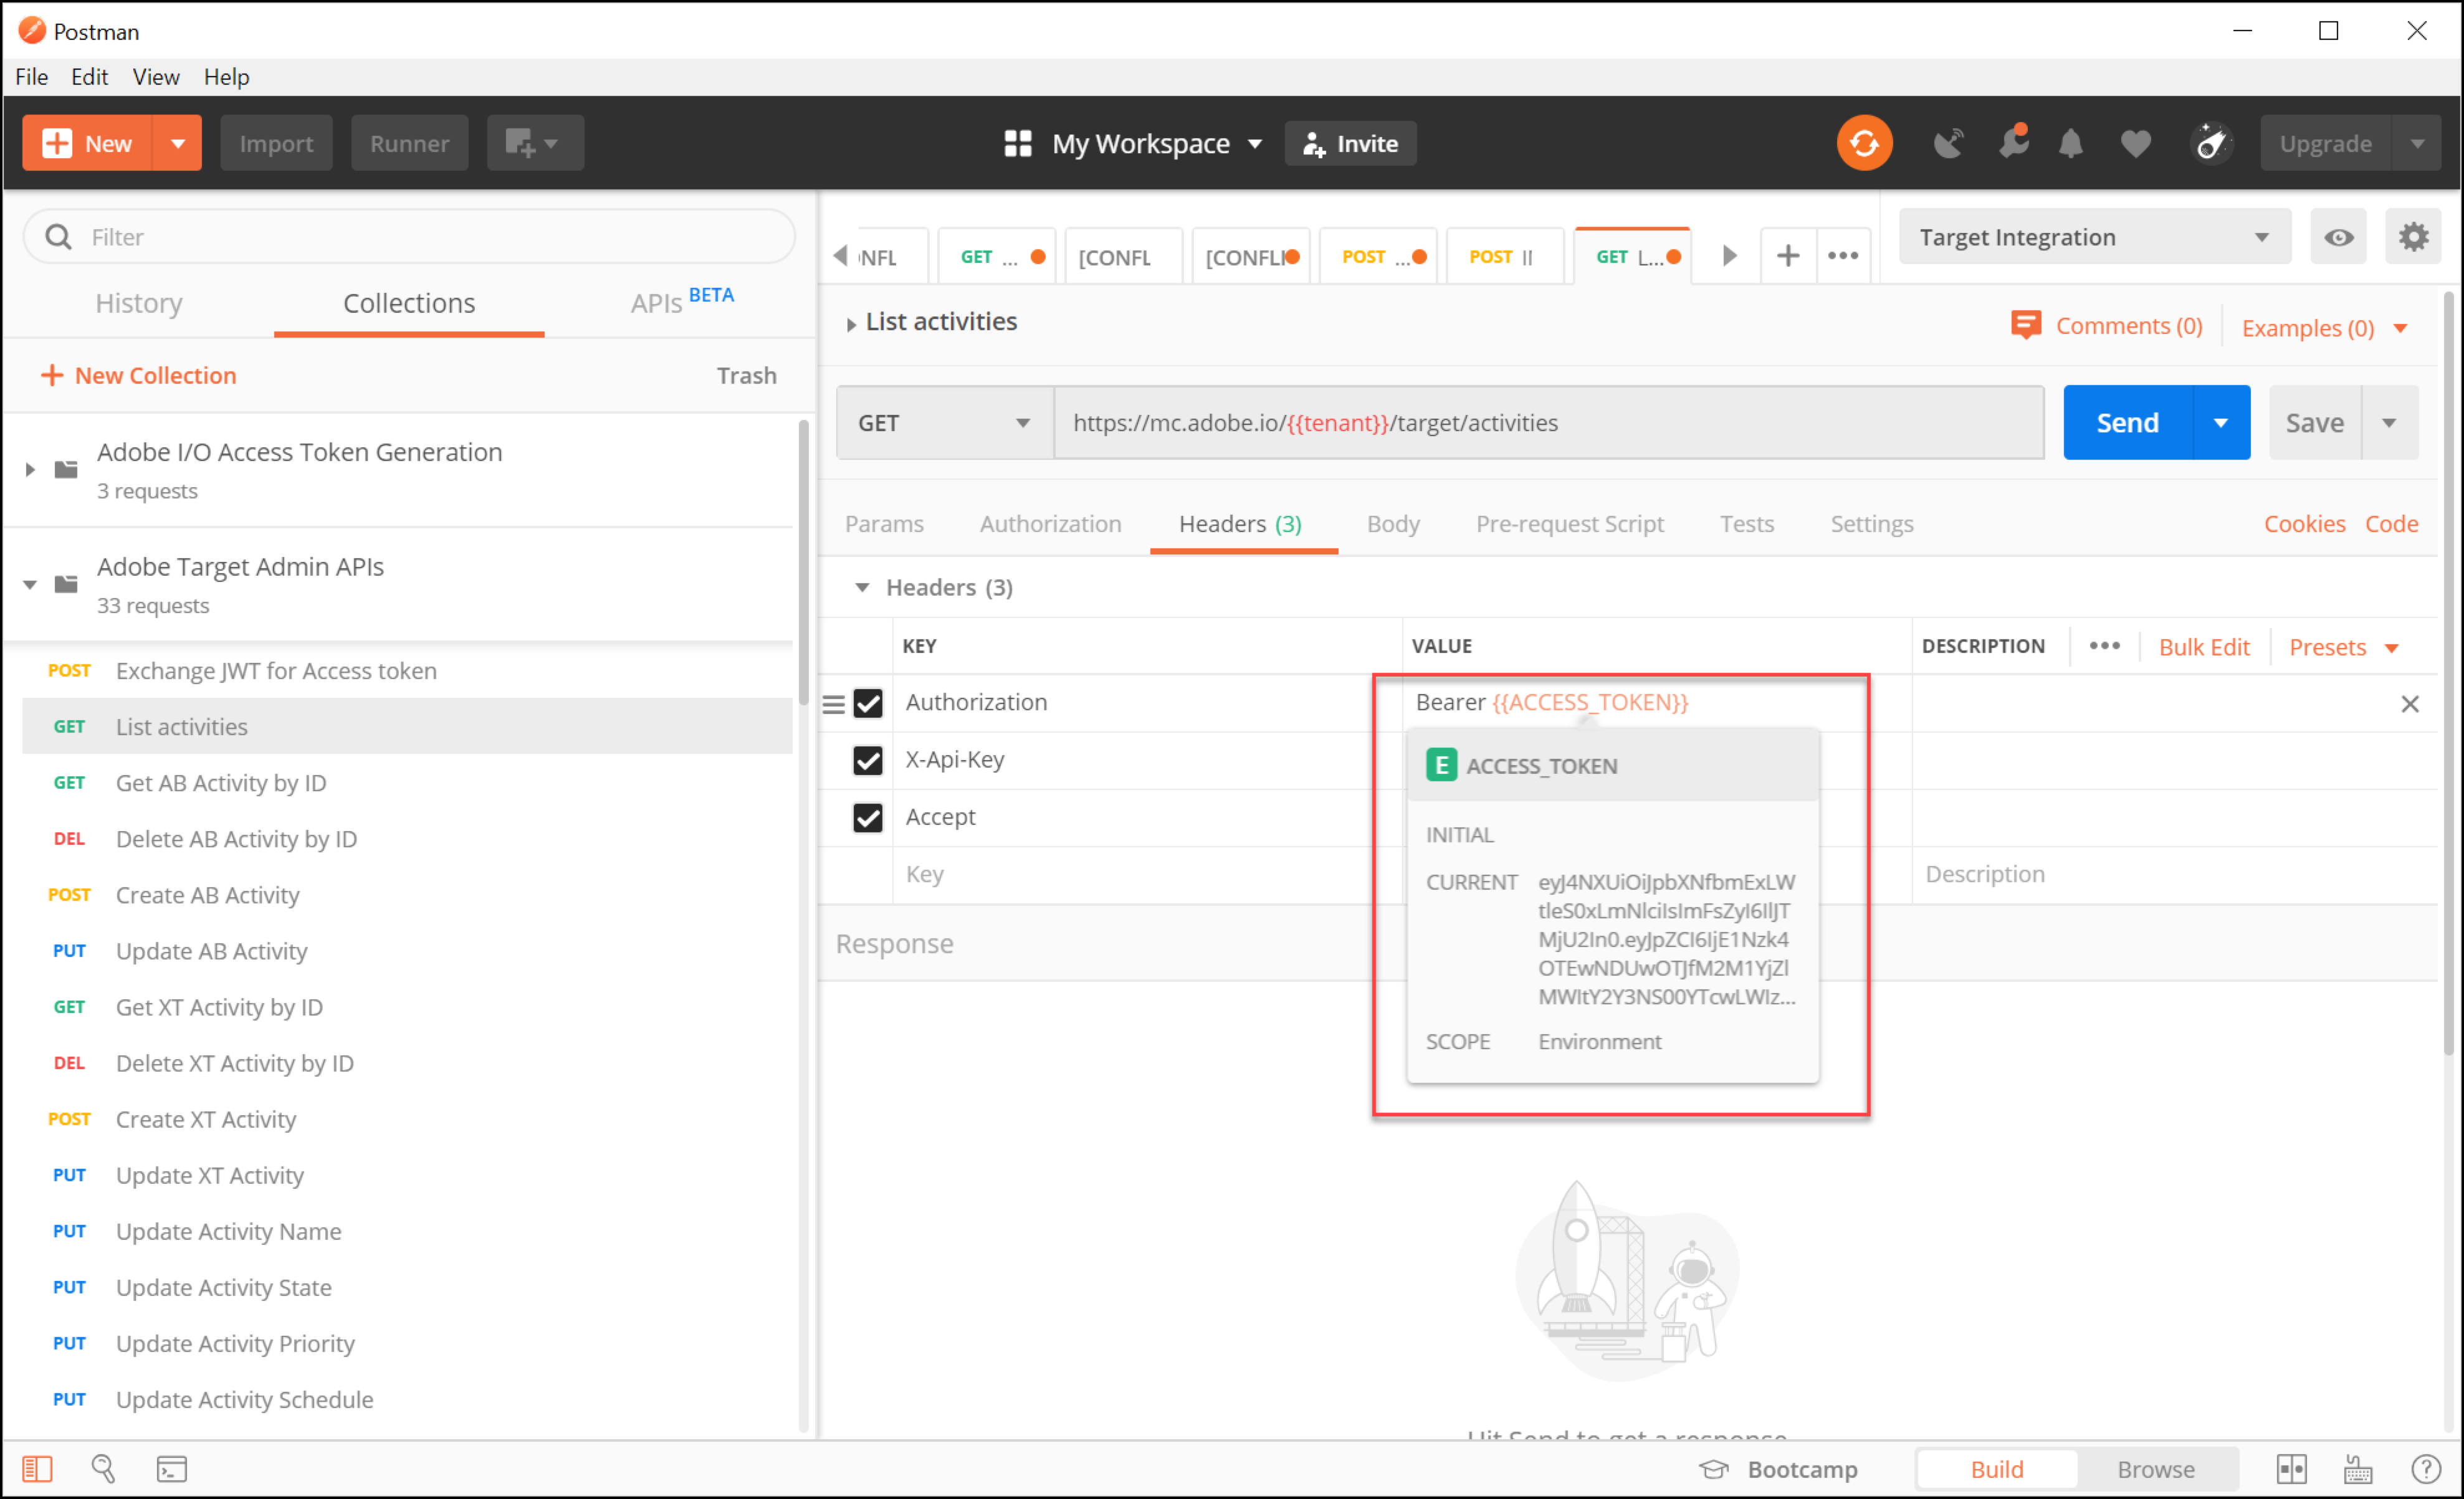 Postman
File Edit View Help
New Import Runner My Workspace Invite Upgrade
Filter
History Collections APIs BETA
New Collection Trash
Adobe I/O Access Token Generation
3 requests
Adobe Target Admin APIs
33 requests
POST Exchange JWT for Access token
GET List activities
GET Get AB Activity by ID
DEL Delete AB Activity by ID
POST Create AB Activity
PUT Update AB Activity
GET Get XT Activity by ID
DEL Delete XT Activity by ID
POST Create XT Activity
PUT Update XT Activity
PUT Update Activity Name
PUT Update Activity State
PUT Update Activity Priority
PUT Update Activity Schedule
GET ... [CONFL POST ... POST GET L... Target Integration
List activities Comments (0) Examples (0)
GET https://mc.adobe.io/{{tenant}}/target/activities Send Save
Params Authorization Headers (3) Body Pre-request Script Tests Settings Cookies Code
Headers (3)
KEY VALUE DESCRIPTION ••• Bulk Edit Presets
Authorization Bearer {{ACCESS_TOKEN}}
X-Api-Key
Accept
Key Description
E ACCESS_TOKEN
INITIAL
CURRENT
SCOPE Environment
Response
Hit Send to get a response
Bootcamp Build Browse